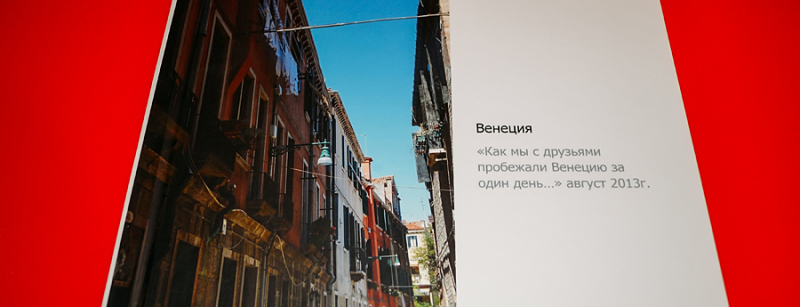 Венеция
«Как мы с друзьями
пробежали Венецию за
один день...» август 2013г.